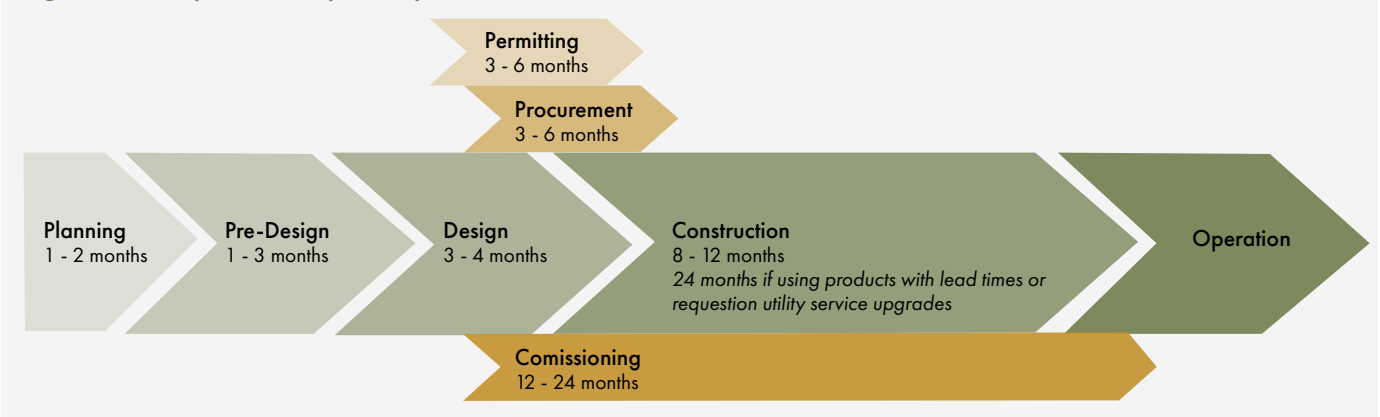 Permitting
3 - 6 months
Procurement
3 - 6 months
Planning
1 - 2 months
Pre-Design
1 - 3 months
Design
3 - 4 months
Construction
8 - 12 months
24 months if using products with lead times or
requestion utility service upgrades
Operation
Comissioning
12 - 24 months